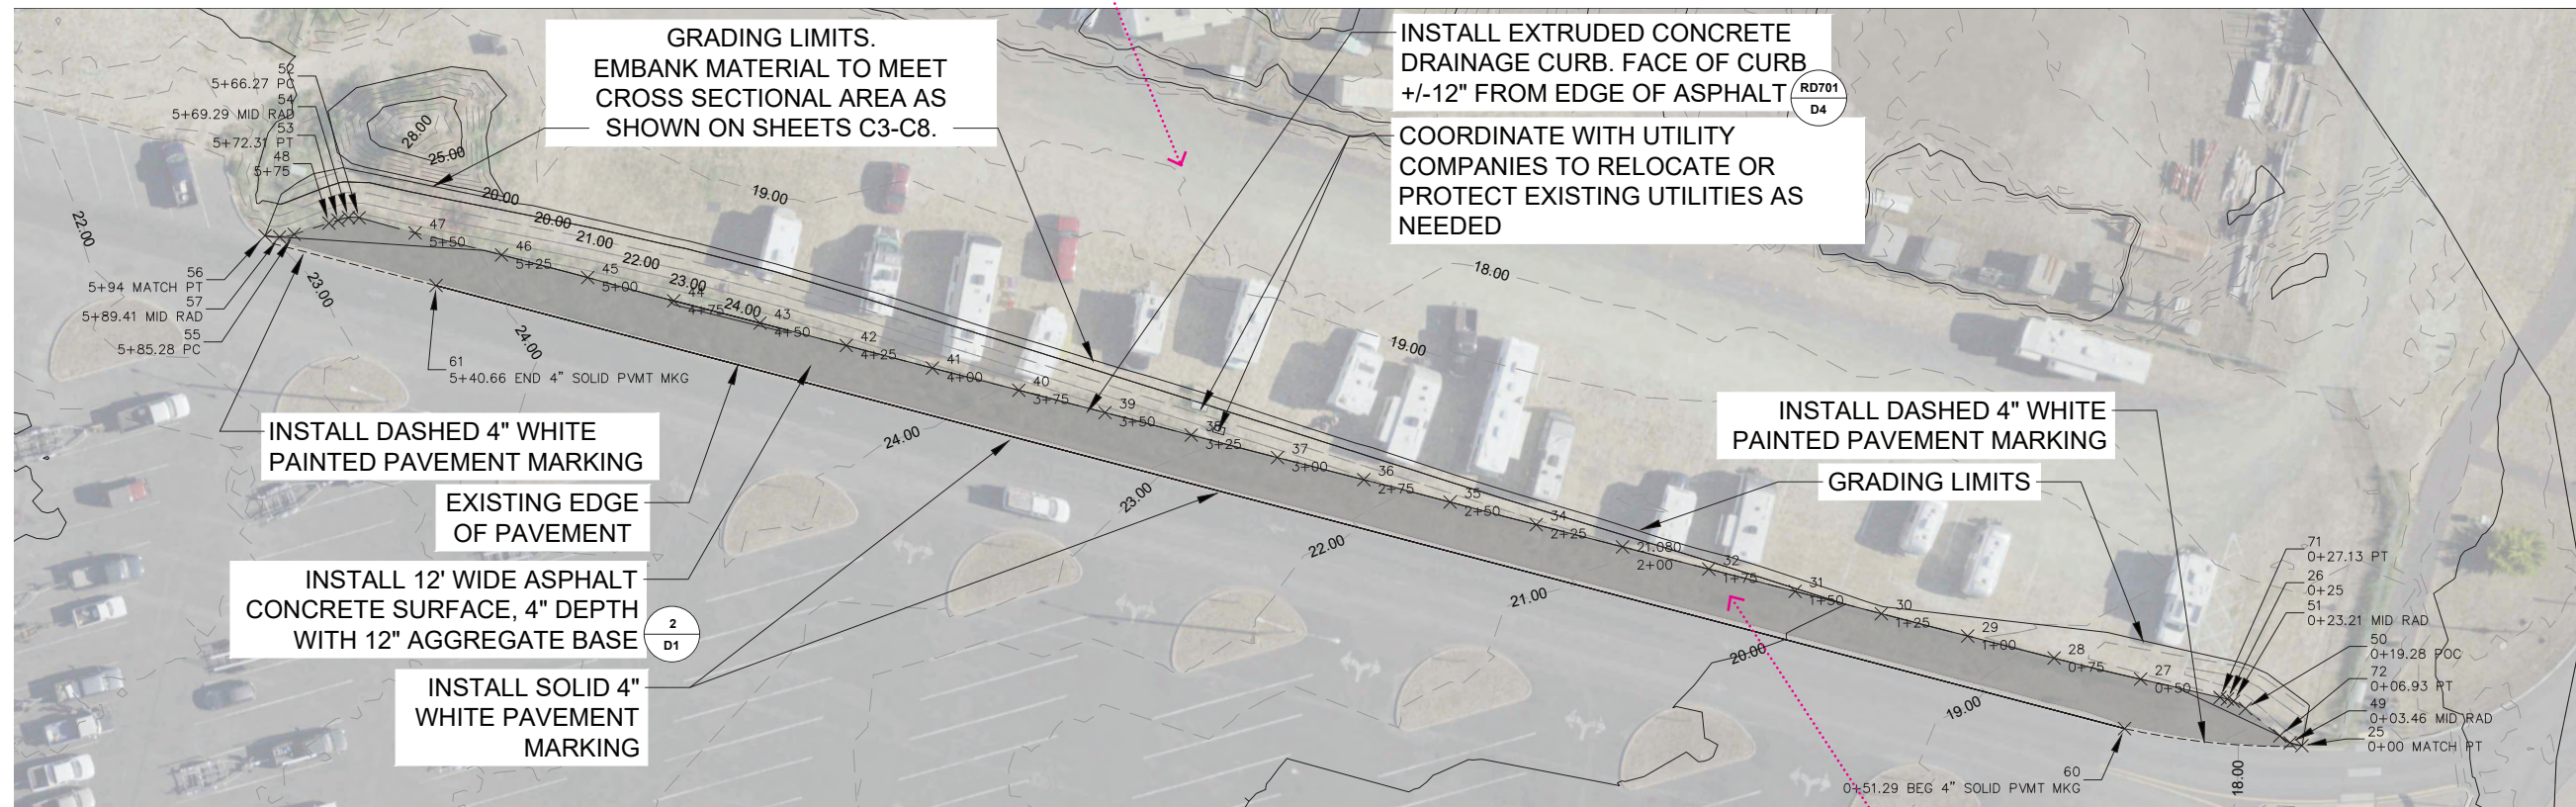 GRADING LIMITS.
EMBANK MATERIAL TO MEET
CROSS SECTIONAL AREA AS
SHOWN ON SHEETS C3-C8.
INSTALL EXTRUDED CONCRETE
DRAINAGE CURB. FACE OF CURB
+/-12" FROM EDGE OF ASPHALT
RD701
D4
COORDINATE WITH UTILITY
COMPANIES TO RELOCATE OR
PROTECT EXISTING UTILITIES AS
NEEDED
52
5+66.27 PC
54
5+69.29 MID RAD
53
5+72.31 PT
48
5+75
28.00
25.00
20.00
20.00
21.00
22.00
23.00
24.00
19.00
18.00
19.00
22.00
23.00
24.00
56
5+94 MATCH PT
57
5+89.41 MID RAD
55
5+85.28 PC
47
5+50
46
5+25
45
5+00
44
4+75
43
4+50
42
4+25
41
4+00
40
3+75
39
3+50
38
3+25
37
3+00
36
2+75
35
2+50
34
2+25
21.080
2+00
32
1+75
31
1+50
30
1+25
29
1+00
28
0+75
27
0+50
61
5+40.66 END 4" SOLID PVMT MKG
INSTALL DASHED 4" WHITE
PAINTED PAVEMENT MARKING
EXISTING EDGE
OF PAVEMENT
INSTALL 12' WIDE ASPHALT
CONCRETE SURFACE, 4" DEPTH
WITH 12" AGGREGATE BASE
2
D1
INSTALL SOLID 4"
WHITE PAVEMENT
MARKING
24.00
23.00
22.00
21.00
20.00
19.00
18.00
INSTALL DASHED 4" WHITE
PAINTED PAVEMENT MARKING
GRADING LIMITS
71
0+27.13 PT
26
0+25
51
0+23.21 MID RAD
50
0+19.28 POC
72
0+06.93 PT
49
0+03.46 MID RAD
25
0+00 MATCH PT
60
0+51.29 BEG 4" SOLID PVMT MKG